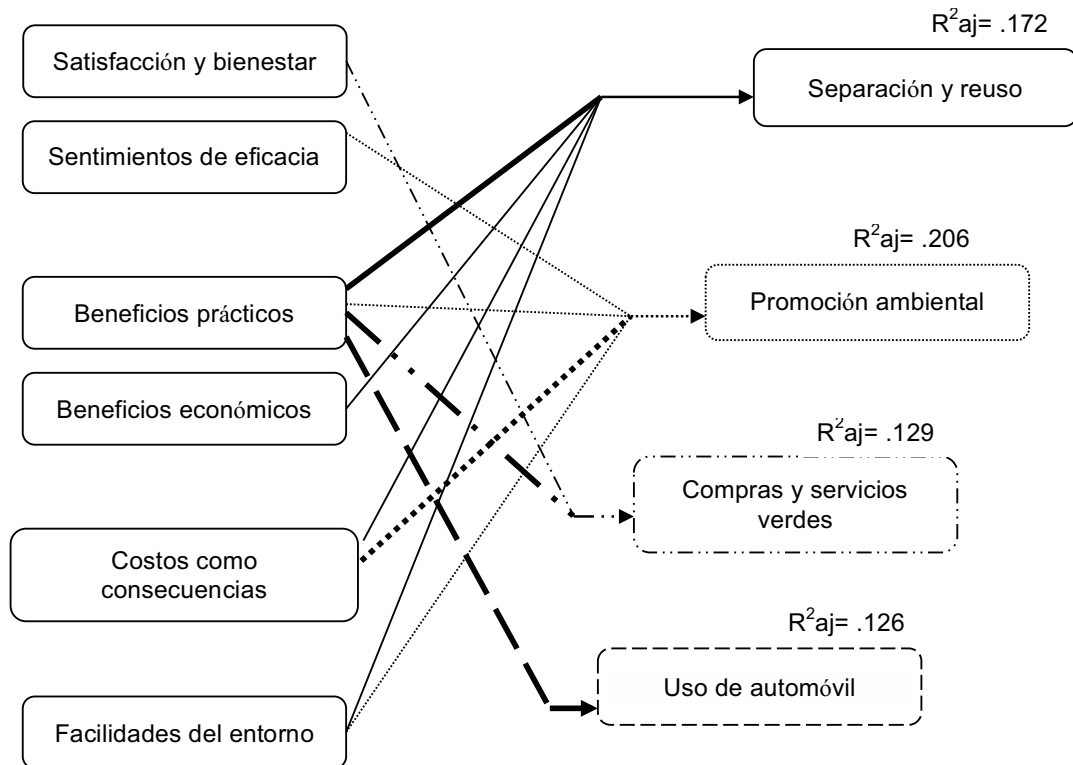 R²aj= .172
Satisfacción y bienestar
Separación y reuso
Sentimientos de eficacia
R²aj= .206
Beneficios prácticos
Promoción ambiental
Beneficios económicos
R²aj= .129
Compras y servicios
verdes
Costos como
consecuencias
R²aj= .126
Uso de automóvil
Facilidades del entorno